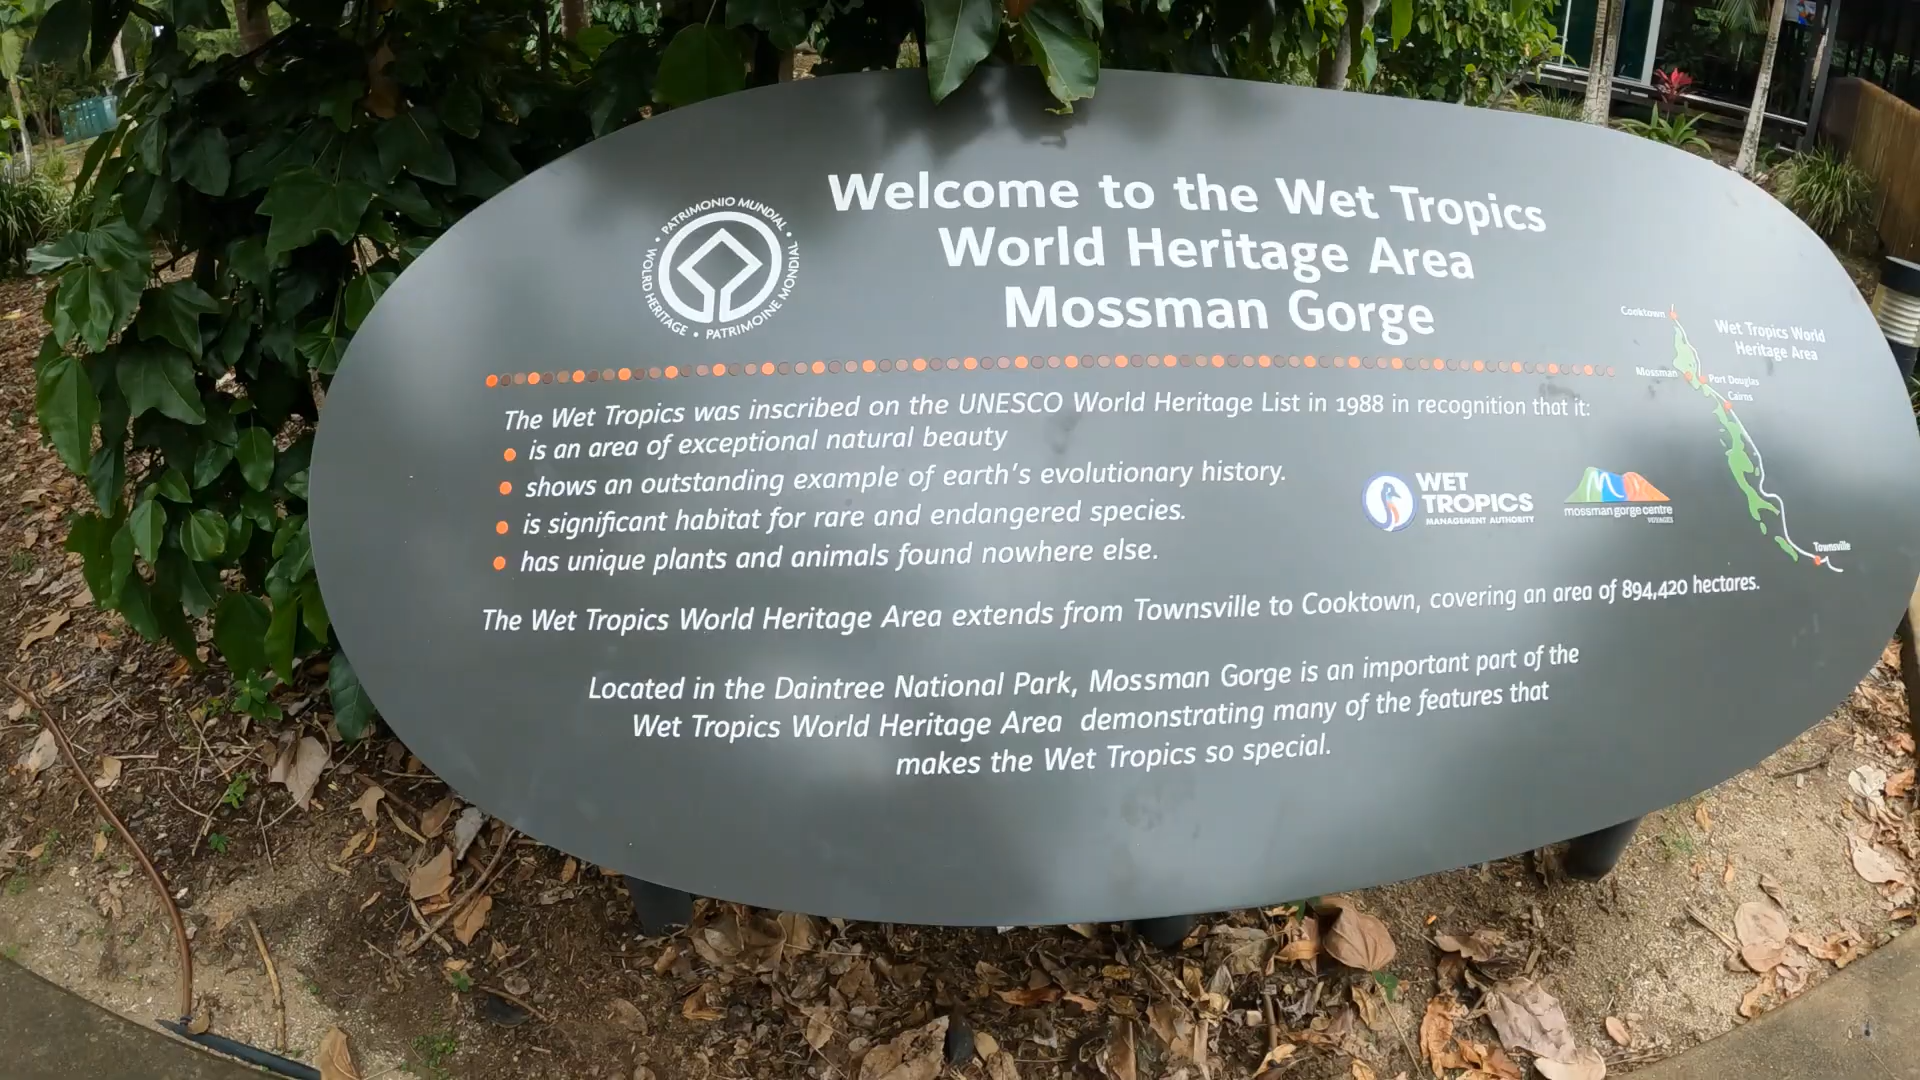 Welcome to the Wet Tropics
World Heritage Area
Mossman Gorge
PATRIMONIO MUNDIAL • WOLRD HERITAGE • PATRIMOINE MONDIAL •
Cooktown
Wet Tropics World
Heritage Area
Mossman
Port Douglas
Cairns
Townsville
The Wet Tropics was inscribed on the UNESCO World Heritage List in 1988 in recognition that it:
• is an area of exceptional natural beauty
• shows an outstanding example of earth's evolutionary history.
• is significant habitat for rare and endangered species.
• has unique plants and animals found nowhere else.
WET
TROPICS
MANAGEMENT AUTHORITY
mossman gorge centre
VOYAGES
The Wet Tropics World Heritage Area extends from Townsville to Cooktown, covering an area of 894,420 hectares.
Located in the Daintree National Park, Mossman Gorge is an important part of the
Wet Tropics World Heritage Area demonstrating many of the features that
makes the Wet Tropics so special.